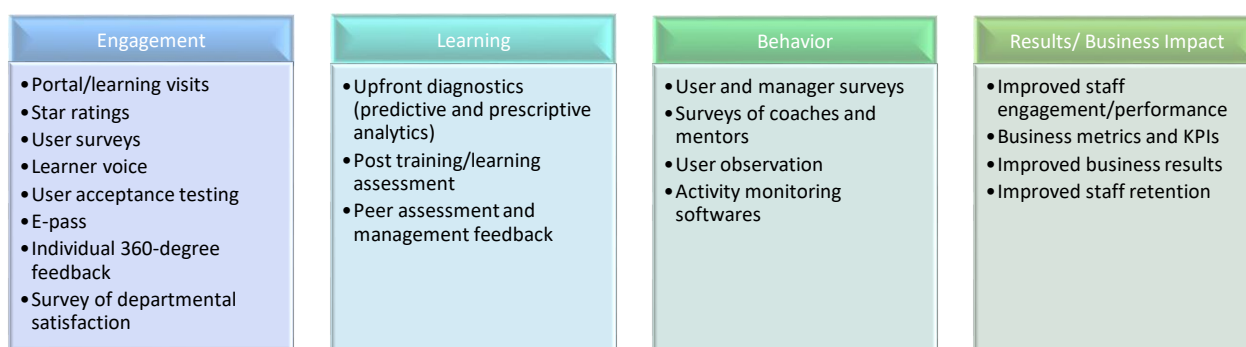 Engagement
•Portal/learning visits
•Star ratings
•User surveys
•Learner voice
•User acceptance testing
•E-pass
•Individual 360-degree
feedback
•Survey of departmental
satisfaction
Learning
•Upfront diagnostics
(predictive and prescriptive
analytics)
•Post training/learning
assessment
•Peer assessment and
management feedback
Behavior
•User and manager surveys
•Surveys of coaches and
mentors
•User observation
•Activity monitoring
softwares
Results/ Business Impact
•Improved staff
engagement/performance
•Business metrics and KPIs
•Improved business results
•Improved staff retention